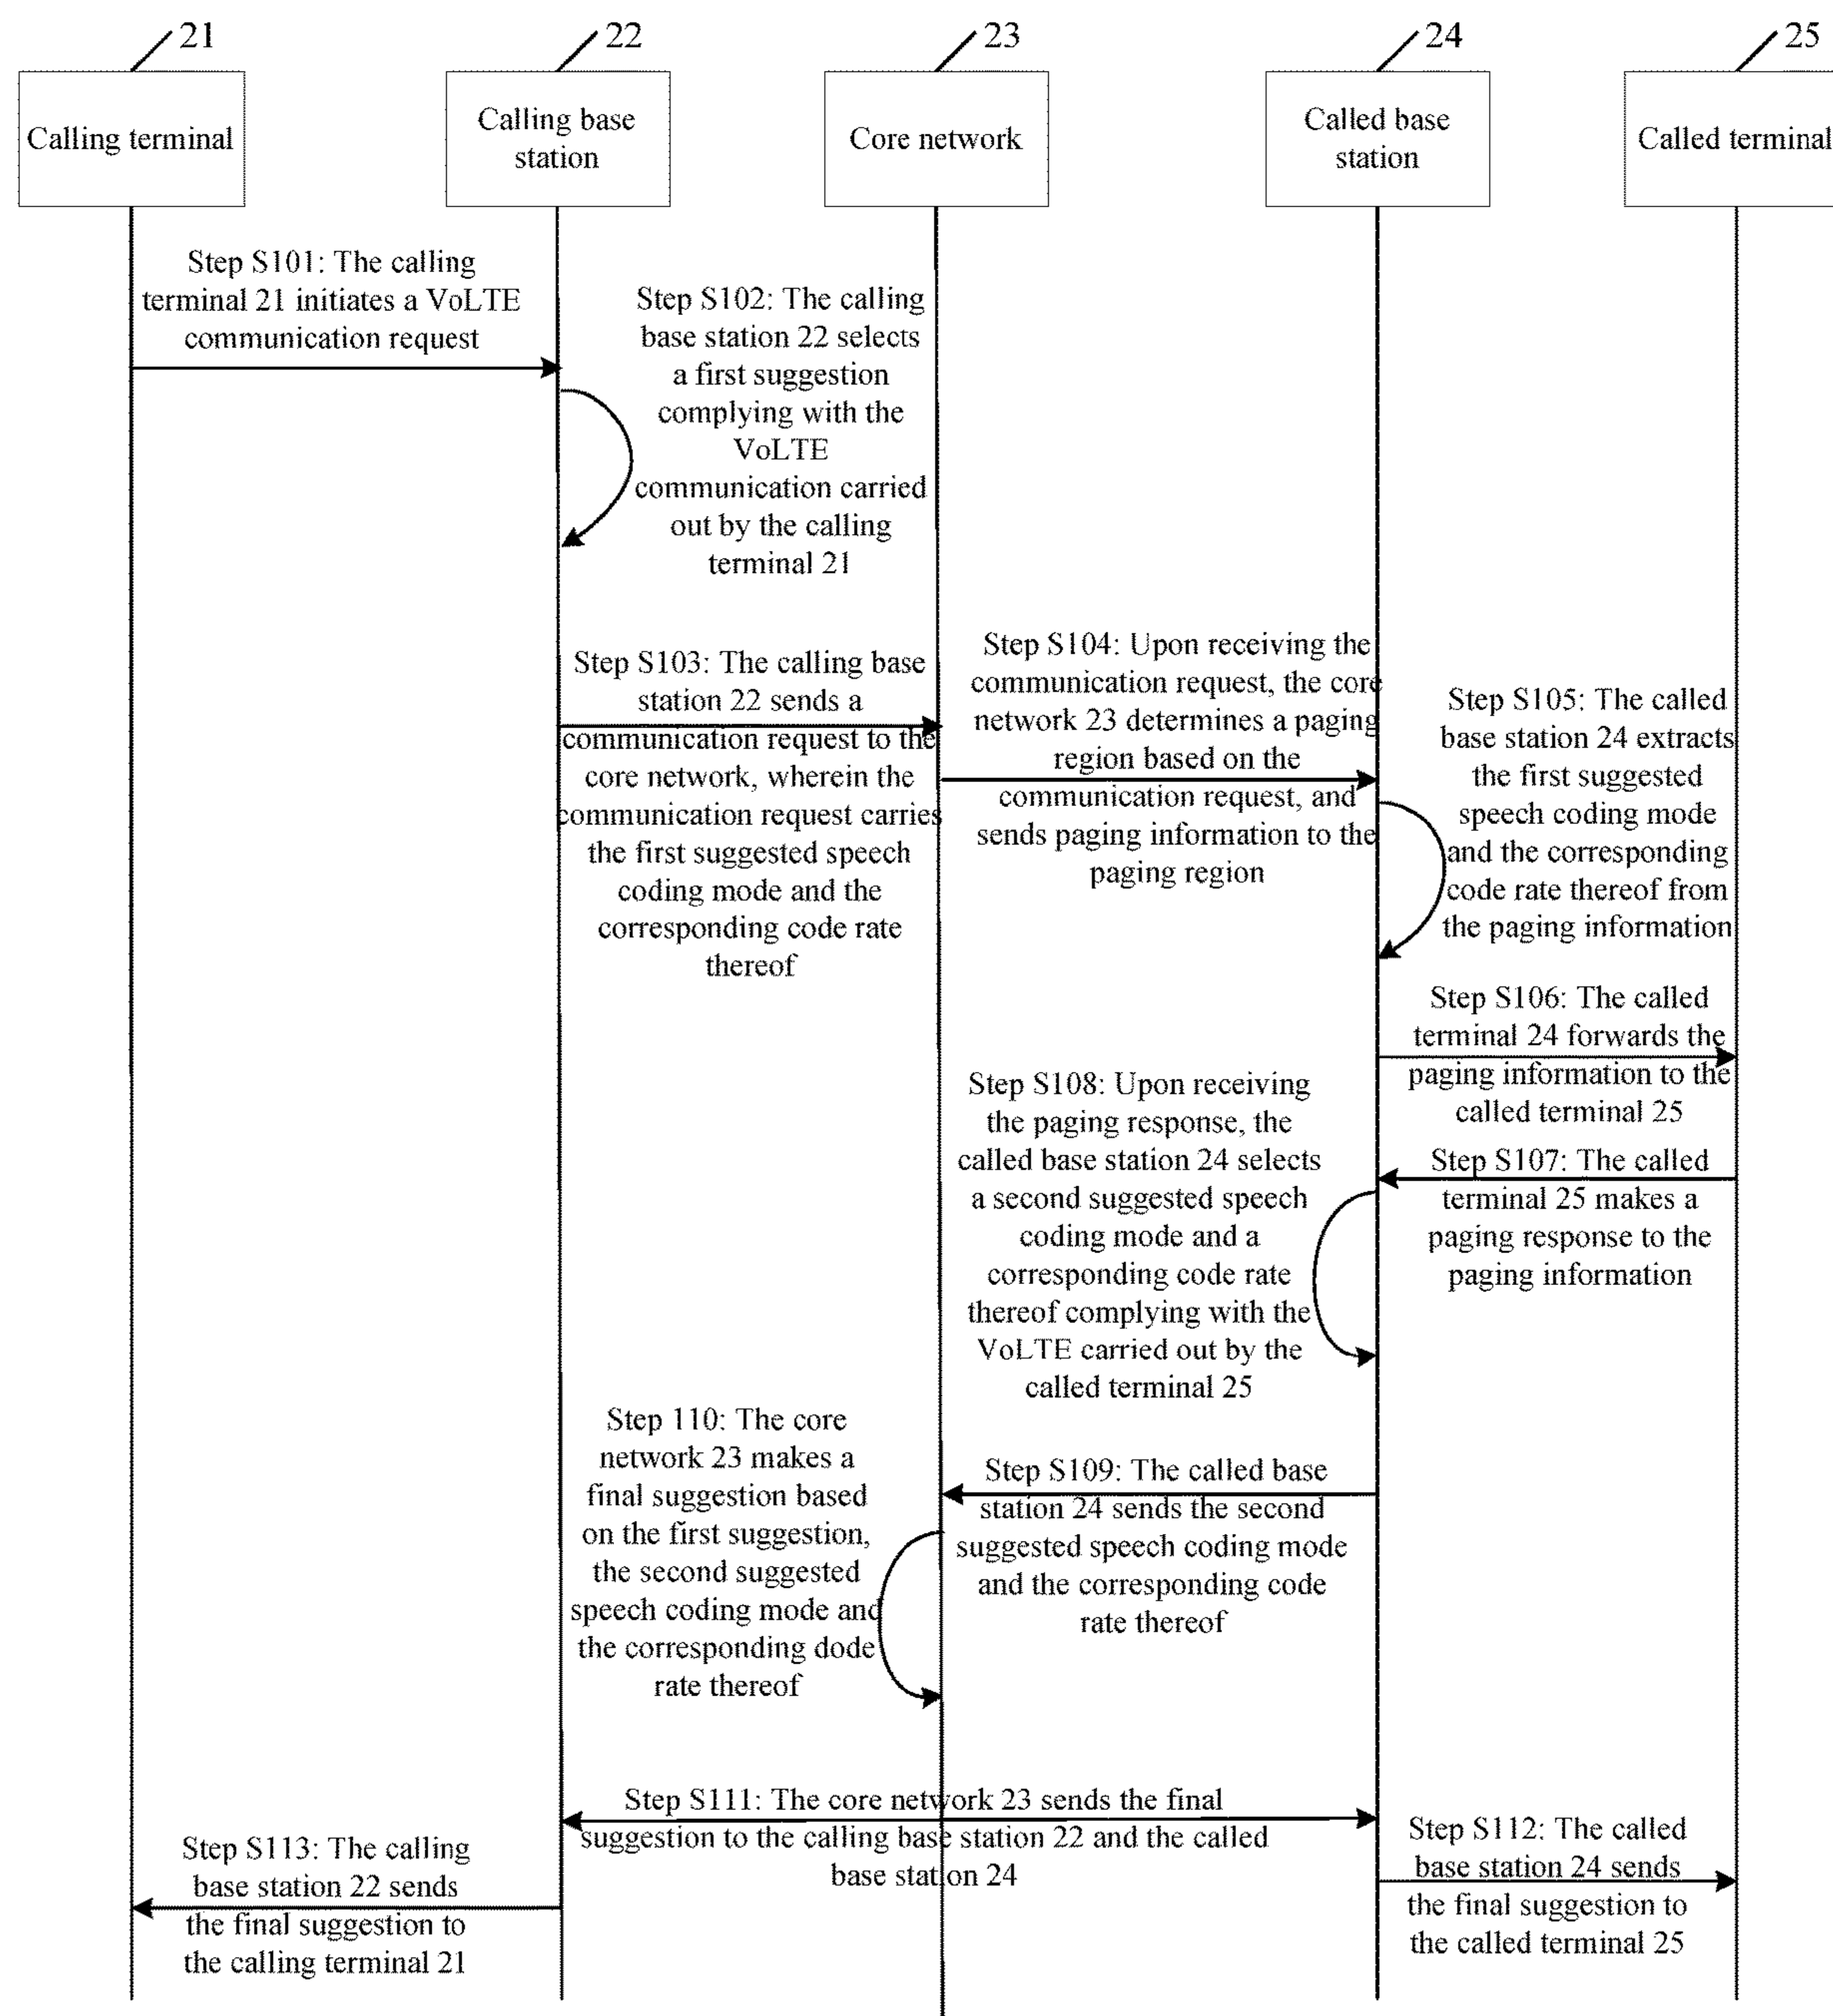 21
22
23
24
25
Calling terminal
Calling base
station
Core network
Called base
station
Called terminal
Step S101: The calling
terminal 21 initiates a VoLTE
communication request
Step S102: The calling
base station 22 selects
a first suggestion
complying with the
VoLTE
communication carried
out by the calling
terminal 21
Step S103: The calling base
station 22 sends a
communication request to the
core network, wherein the
communication request carries
the first suggested speech
coding mode and the
corresponding code rate
thereof
Step S104: Upon receiving the
communication request, the core
network 23 determines a paging
region based on the
communication request, and
sends paging information to the
paging region
Step S105: The called
base station 24 extracts
the first suggested
speech coding mode
and the corresponding
code rate thereof from
the paging information
Step S106: The called
terminal 24 forwards the
paging information to the
called terminal 25
Step S107: The called
terminal 25 makes a
paging response to the
paging information
Step S108: Upon receiving
the paging response, the
called base station 24 selects
a second suggested speech
coding mode and a
corresponding code rate
thereof complying with the
VoLTE carried out by the
called terminal 25
Step S109: The called base
station 24 sends the second
suggested speech coding mode
and the corresponding code
rate thereof
Step 110: The core
network 23 makes a
final suggestion based
on the first suggestion,
the second suggested
speech coding mode and
the corresponding dode
rate thereof
Step S111: The core network 23 sends the final
suggestion to the calling base station 22 and the called
base station 24
Step S112: The called
base station 24 sends
the final suggestion to
the called terminal 25
Step S113: The calling
base station 22 sends
the final suggestion to
the calling terminal 21